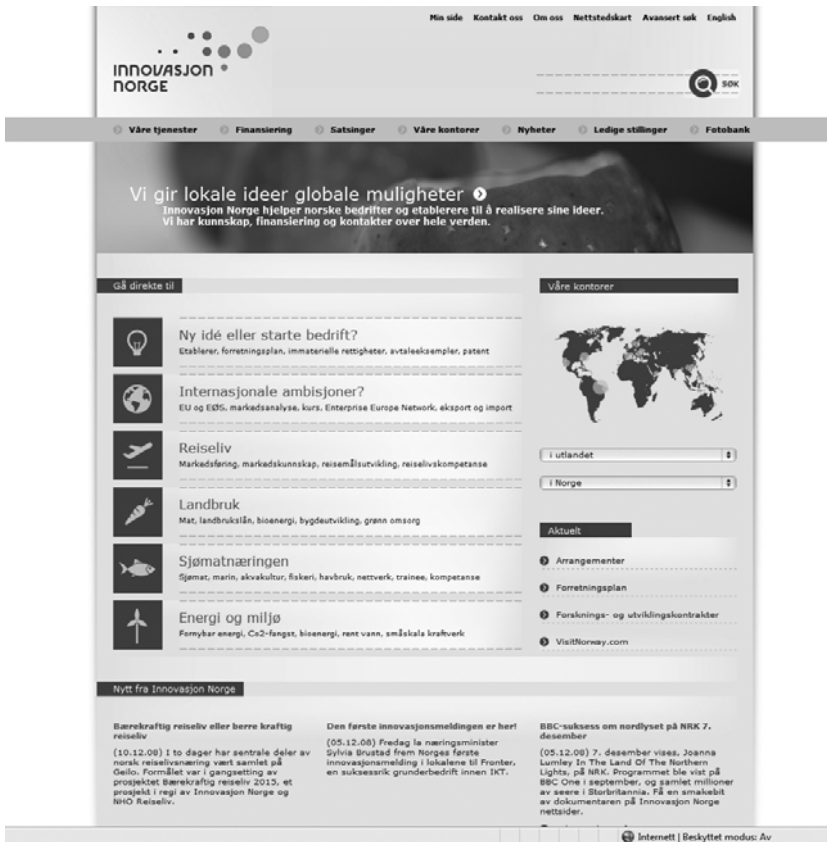 Min side Kontakt oss Om oss Nettstedskart Avansert søk English
INNOVASJON
NORGE
SØK
Våre tjenester Finansiering Satsinger Våre kontorer Nyheter Ledige stillinger Fotobank
Vi gir lokale ideer globale muligheter
Innovasjon Norge hjelper norske bedrifter og etablerere til å realisere sine ideer.
Vi har kunnskap, finansiering og kontakter over hele verden.
Gå direkte til
Ny idé eller starte bedrift?
Etablerer, forretningsplan, immaterielle rettigheter, avtaleeksempler, patent
Internasjonale ambisjoner?
EU og EØS, markedsanalyse, kurs, Enterprise Europe Network, eksport og import
Reiseliv
Markedsføring, markedskunnskap, reisemålsutvikling, reiselivskompetanse
Landbruk
Mat, landbrukslån, bioenergi, bygdeutvikling, grønn omsorg
Sjømatnæringen
Sjømat, marin, akvakultur, fiskeri, havbruk, nettverk, trainee, kompetanse
Energi og miljø
Fornybar energi, Co2-fangst, bioenergi, rent vann, småskala kraftverk
Våre kontorer
i utlandet
i Norge
Aktuelt
Arrangementer
Forretningsplan
Forsknings- og utviklingskontrakter
VisitNorway.com
Nytt fra Innovasjon Norge
Bærekraftig reiseliv eller berre kraftig
reiseliv
(10.12.08) I to dager har sentrale deler av
norsk reiselivsnæring vært samlet på
Geilo. Formålet var i gangsetting av
prosjektet Bærekraftig reiseliv 2015, et
prosjekt i regi av Innovasjon Norge og
NHO Reiseliv.
Den første innovasjonsmeldingen er her!
(05.12.08) Fredag la næringsminister
Sylvia Brustad frem Norges første
innovasjonsmelding i lokalene til Fronter,
en suksessrik grunderbedrift innen IKT.
BBC-suksess om nordlyset på NRK 7.
desember
(05.12.08) 7. desember vises, Joanna
Lumley In The Land Of The Northern
Lights, på NRK. Programmet ble vist på
BBC One i september, og samlet millioner
av seere i Storbritannia. Få en smakebit
av dokumentaren på Innovasjon Norge
nettsider.
Internett | Beskyttet modus: Av